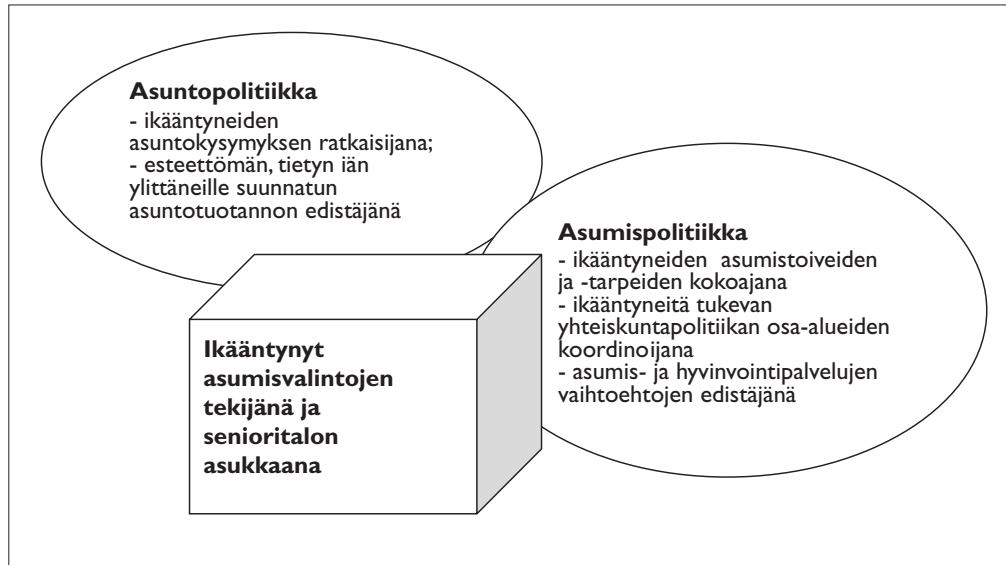 Asuntopolitiikka
- ikääntyneiden
asuntokysymyksen ratkaisijana;
- esteettömän, tietyn iän
ylittäneille suunnatun
asuntotuotannon edistäjänä
Asumispolitiikka
- ikääntyneiden asumistoiveiden
ja -tarpeiden kokoajana
- ikääntyneitä tukevan
yhteiskuntapolitiikan osa-alueiden
koordinoijana
- asumis- ja hyvinvointipalvelujen
vaihtoehtojen edistäjänä
Ikääntynyt
asumisvalintojen
tekijänä ja
senioritalon
asukkaana